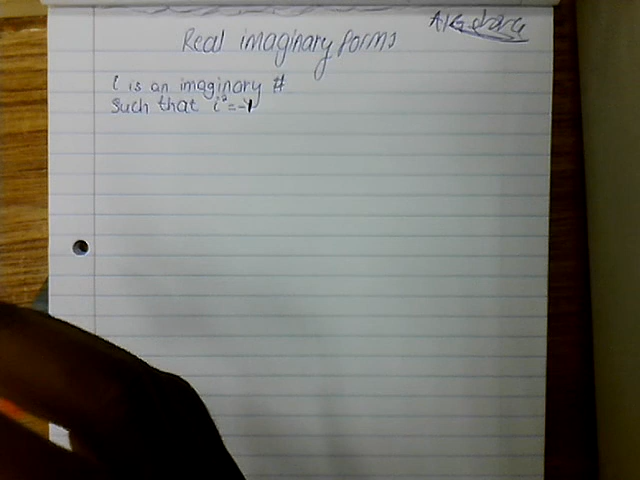 Algebra
Real imaginary forms
i is an imaginary #
such that i²=-1